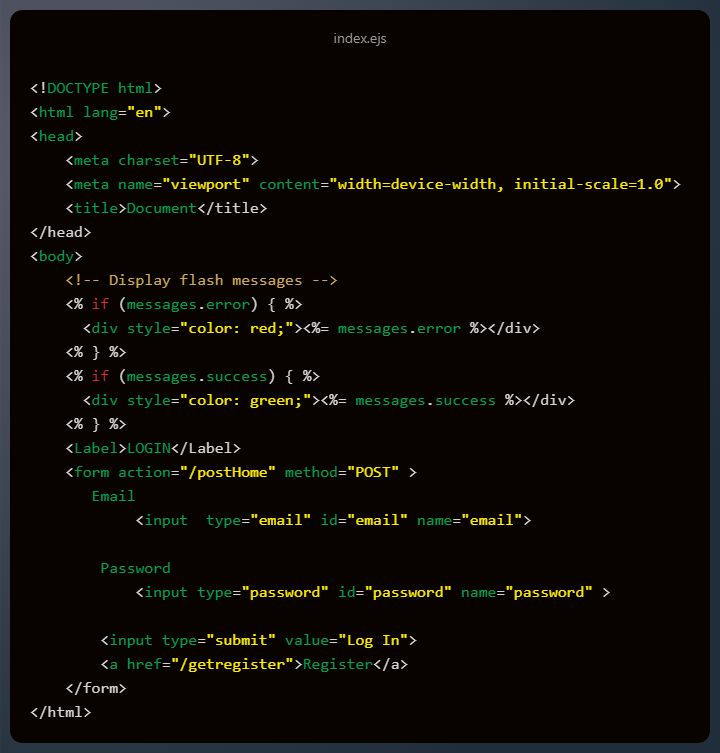 index.ejs
<!DOCTYPE html>
<html lang="en">
<head>
    <meta charset="UTF-8">
    <meta name="viewport" content="width=device-width, initial-scale=1.0">
    <title>Document</title>
</head>
<body>
    <!-- Display flash messages -->
    <% if (messages.error) { %>
      <div style="color: red;"><%= messages.error %></div>
    <% } %>
    <% if (messages.success) { %>
      <div style="color: green;"><%= messages.success %></div>
    <% } %>
    <Label>LOGIN</Label>
    <form action="/postHome" method="POST" >
       Email
            <input  type="email" id="email" name="email">

        Password
            <input type="password" id="password" name="password" >

        <input type="submit" value="Log In">
        <a href="/getregister">Register</a>
    </form>
</html>